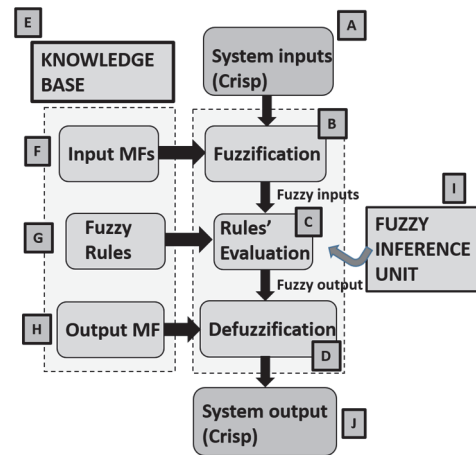 E
A
KNOWLEDGE
BASE
System inputs
(Crisp)
B
F
Input MFs
Fuzzification
Fuzzy inputs
I
C
G
Fuzzy
Rules
Rules'
Evaluation
FUZZY
INFERENCE
UNIT
Fuzzy output
H
Output MF
Defuzzification
D
System output
(Crisp)
J